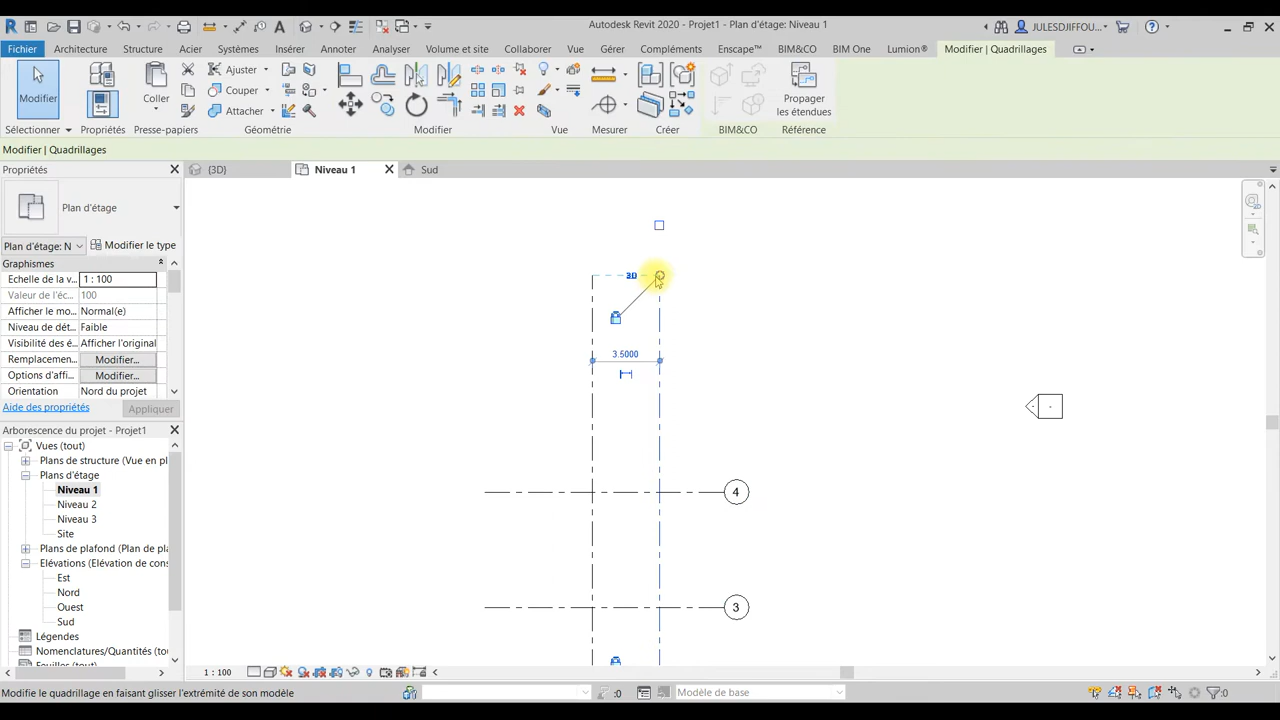 Autodesk Revit 2020 - Projet1 - Plan d'étage: Niveau 1
JULESDJIFFOU...
Fichier Architecture Structure Acier Systèmes Insérer Annoter Analyser Volume et site Collaborer Vue Gérer Compléments Enscape™ BIM&CO BIM One Lumion® Modifier | Quadrillages
Modifier
Coller
Ajuster
Couper
Attacher
Propager
les étendues
Sélectionner Propriétés Presse-papiers Géométrie Modifier Vue Mesurer Créer BIM&CO Référence
Modifier | Quadrillages
Propriétés
{3D} Niveau 1 Sud
Plan d'étage
Plan d'étage: N Modifier le type
Graphismes
Echelle de la v... 1 : 100
Valeur de l'éc... 100
Afficher le mo... Normal(e)
Niveau de dét... Faible
Visibilité des é... Afficher l'original
Remplacemen... Modifier...
Options d'affi... Modifier...
Orientation Nord du projet
Aide des propriétés Appliquer
Arborescence du projet - Projet1
Vues (tout)
Plans de structure (Vue en pl
Plans d'étage
Niveau 1
Niveau 2
Niveau 3
Site
Plans de plafond (Plan de pla
Elévations (Elévation de cons
Est
Nord
Ouest
Sud
Légendes
Nomenclatures/Quantités (tou
Feuilles (tout)
3D
3.5000
4
3
1 : 100
Modifie le quadrillage en faisant glisser l'extrémité de son modèle
:0
Modèle de base
:0